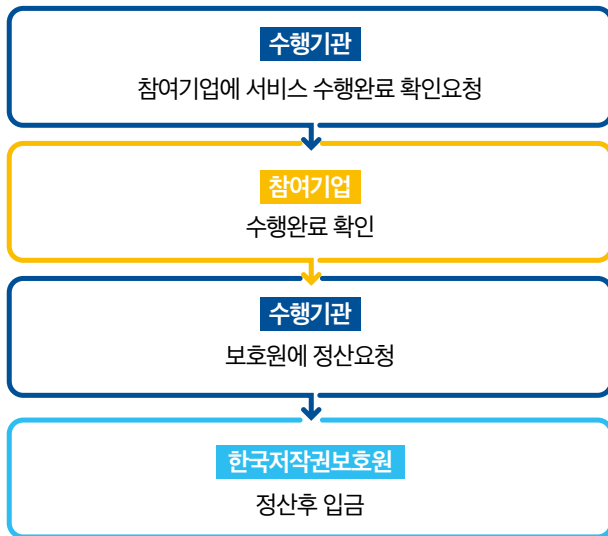 수행기관
참여기업에 서비스 수행완료 확인요청
참여기업
수행완료 확인
수행기관
보호원에 정산요청
한국저작권보호원
정산후 입금